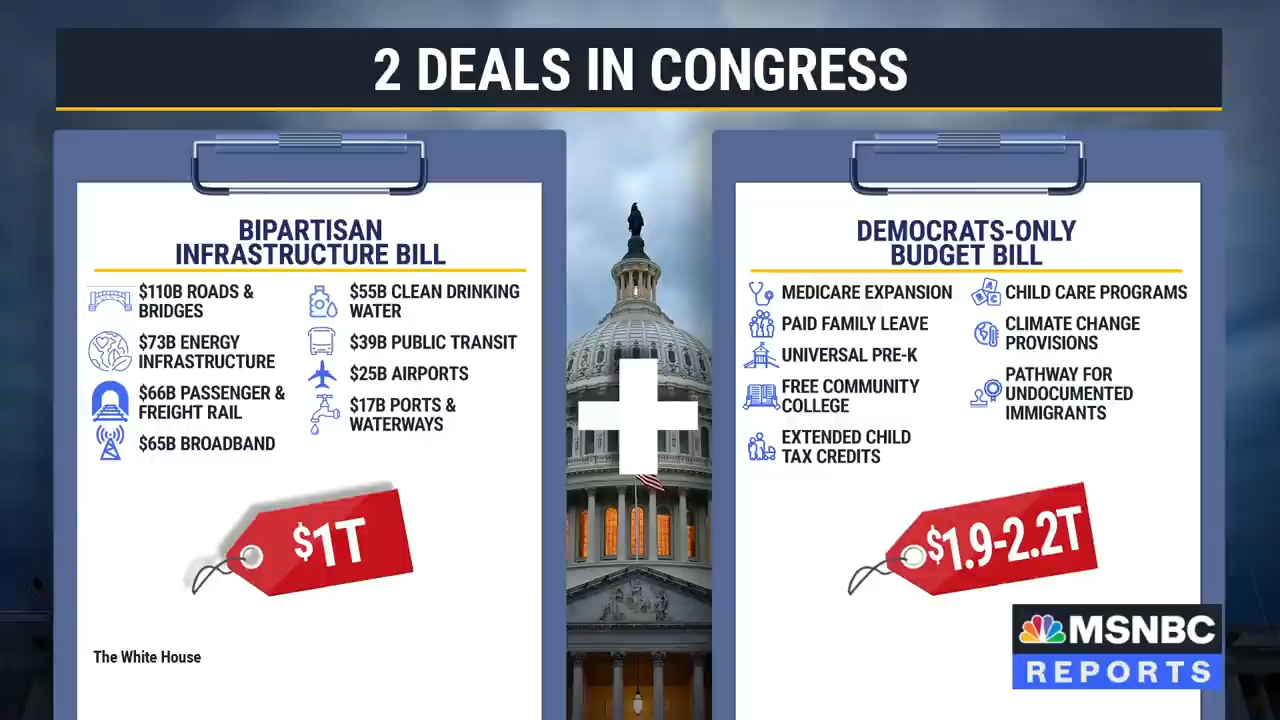 2 DEALS IN CONGRESS
BIPARTISAN
INFRASTRUCTURE BILL
$110B ROADS &
BRIDGES
$73B ENERGY
INFRASTRUCTURE
$66B PASSENGER &
FREIGHT RAIL
$65B BROADBAND
$55B CLEAN DRINKING
WATER
$39B PUBLIC TRANSIT
$25B AIRPORTS
$17B PORTS &
WATERWAYS
$1T
The White House
DEMOCRATS-ONLY
BUDGET BILL
MEDICARE EXPANSION
PAID FAMILY LEAVE
UNIVERSAL PRE-K
FREE COMMUNITY
COLLEGE
EXTENDED CHILD
TAX CREDITS
CHILD CARE PROGRAMS
CLIMATE CHANGE
PROVISIONS
PATHWAY FOR
UNDOCUMENTED
IMMIGRANTS
$1.9-2.2T
MSNBC
REPORTS